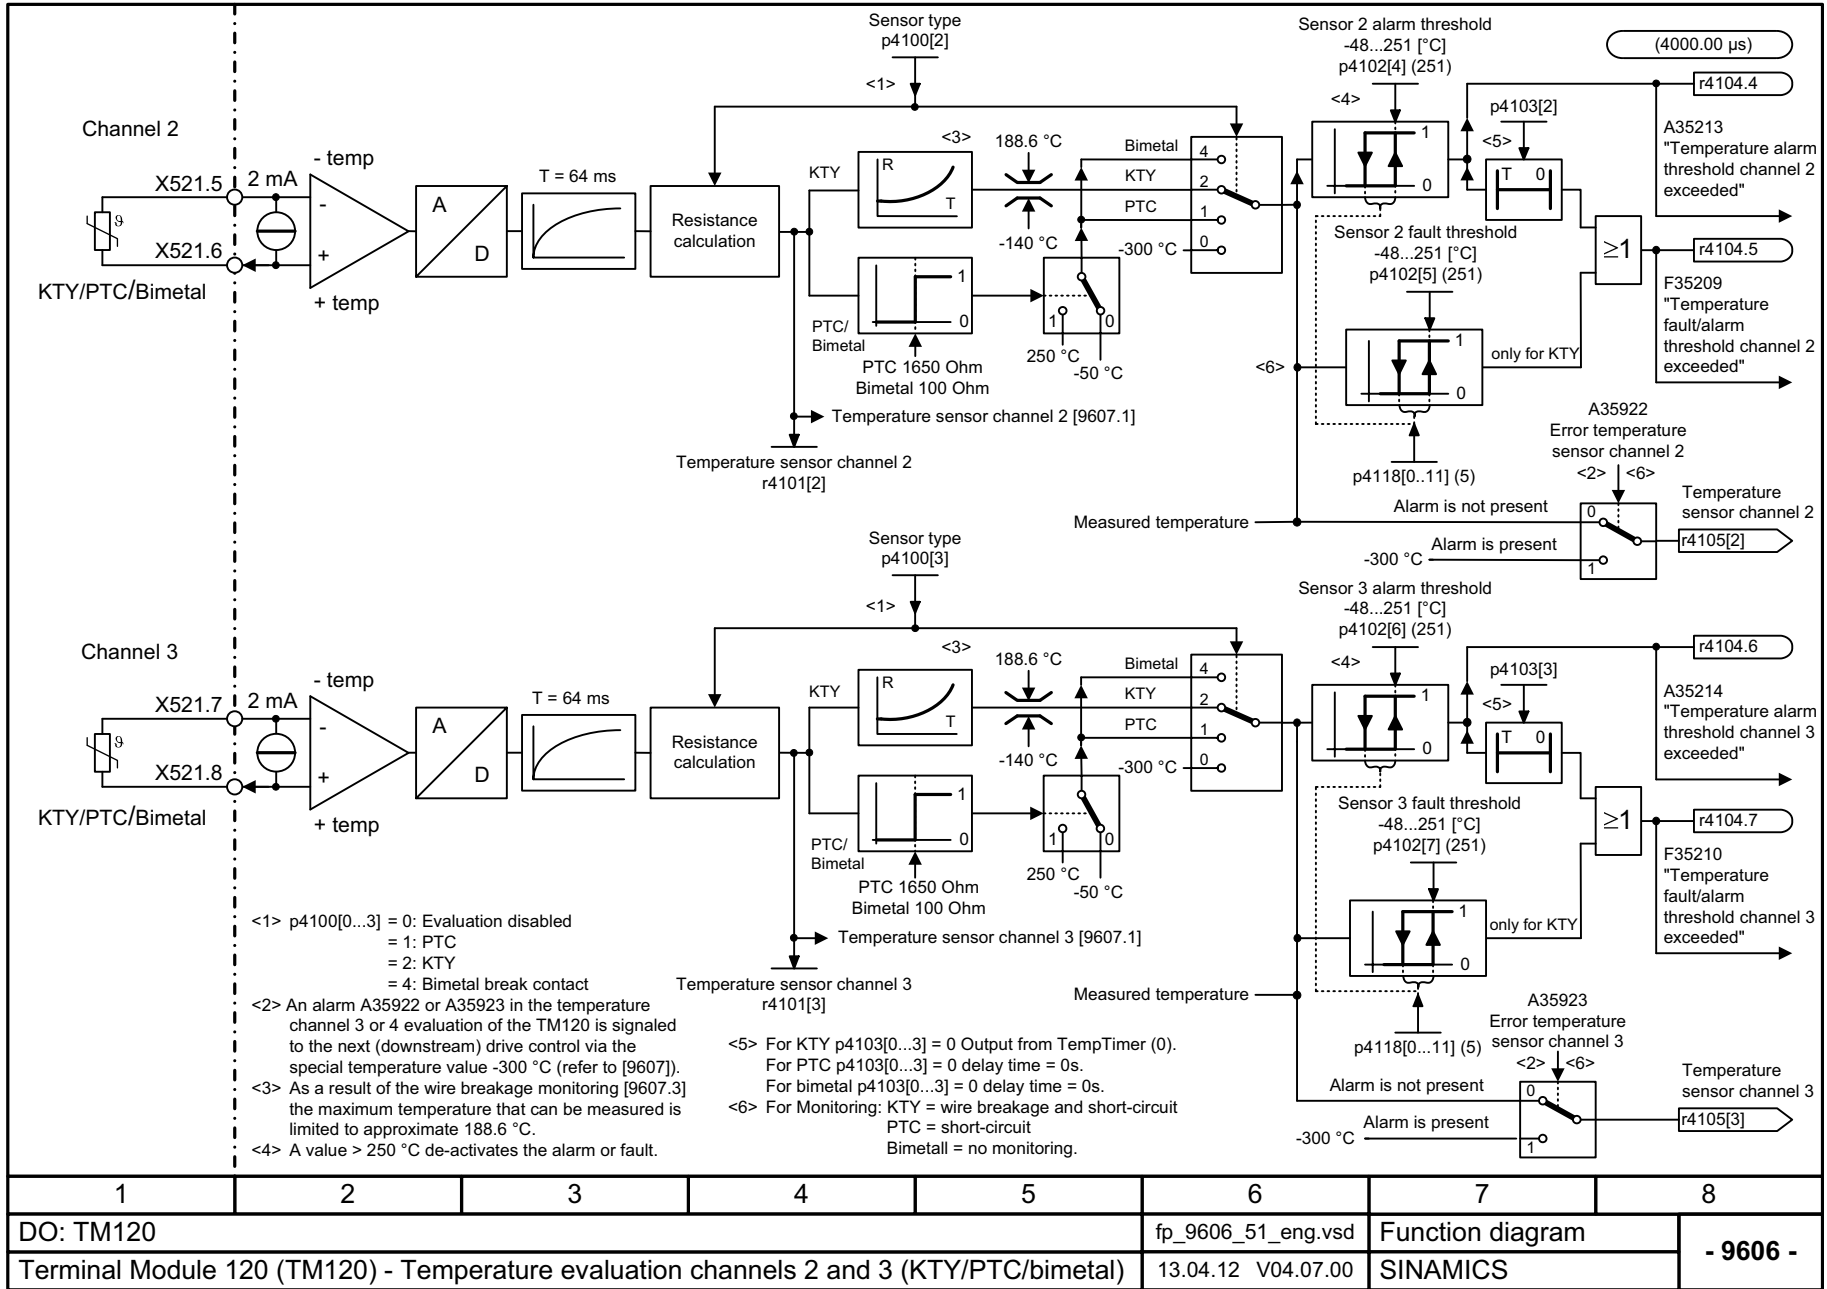 (4000.00 µs)
Channel 2
X521.5
X521.6
KTY/PTC/Bimetal
ϑ
2 mA
- temp
-
+
+ temp
A
D
T = 64 ms
Resistance
calculation
Sensor type
p4100[2]
<1>
<3>
KTY
R
T
188.6 °C
-140 °C
PTC/
Bimetal
1
0
PTC 1650 Ohm
Bimetal 100 Ohm
1
0
250 °C
-50 °C
Bimetal
4
KTY
2
PTC
1
-300 °C
0
Temperature sensor channel 2 [9607.1]
Temperature sensor channel 2
r4101[2]
Sensor 2 alarm threshold
-48...251 [°C]
p4102[4] (251)
<4>
1
0
p4103[2]
<5>
T
0
Sensor 2 fault threshold
-48...251 [°C]
p4102[5] (251)
1
0
only for KTY
<6>
p4118[0..11] (5)
≥1
r4104.4
A35213
"Temperature alarm
threshold channel 2
exceeded"
r4104.5
F35209
"Temperature
fault/alarm
threshold channel 2
exceeded"
A35922
Error temperature
sensor channel 2
<2>
<6>
Measured temperature
Alarm is not present
0
Alarm is present
-300 °C
1
Temperature
sensor channel 2
r4105[2]
Channel 3
X521.7
X521.8
KTY/PTC/Bimetal
ϑ
2 mA
- temp
-
+
+ temp
A
D
T = 64 ms
Resistance
calculation
Sensor type
p4100[3]
<1>
<3>
KTY
R
T
188.6 °C
-140 °C
PTC/
Bimetal
1
0
PTC 1650 Ohm
Bimetal 100 Ohm
1
0
250 °C
-50 °C
Bimetal
4
KTY
2
PTC
1
-300 °C
0
Temperature sensor channel 3 [9607.1]
Temperature sensor channel 3
r4101[3]
Sensor 3 alarm threshold
-48...251 [°C]
p4102[6] (251)
<4>
1
0
p4103[3]
<5>
T
0
Sensor 3 fault threshold
-48...251 [°C]
p4102[7] (251)
1
0
only for KTY
p4118[0...11] (5)
≥1
r4104.6
A35214
"Temperature alarm
threshold channel 3
exceeded"
r4104.7
F35210
"Temperature
fault/alarm
threshold channel 3
exceeded"
A35923
Error temperature
sensor channel 3
<2>
<6>
Measured temperature
Alarm is not present
0
Alarm is present
-300 °C
1
Temperature
sensor channel 3
r4105[3]
<1> p4100[0...3] = 0: Evaluation disabled
= 1: PTC
= 2: KTY
= 4: Bimetal break contact
<2> An alarm A35922 or A35923 in the temperature
channel 3 or 4 evaluation of the TM120 is signaled
to the next (downstream) drive control via the
special temperature value -300 °C (refer to [9607]).
<3> As a result of the wire breakage monitoring [9607.3]
the maximum temperature that can be measured is
limited to approximate 188.6 °C.
<4> A value > 250 °C de-activates the alarm or fault.
<5> For KTY p4103[0...3] = 0 Output from TempTimer (0).
For PTC p4103[0...3] = 0 delay time = 0s.
For bimetal p4103[0...3] = 0 delay time = 0s.
<6> For Monitoring: KTY = wire breakage and short-circuit
PTC = short-circuit
Bimetall = no monitoring.
1 2 3 4 5 6 7 8
DO: TM120
fp_9606_51_eng.vsd
Function diagram
- 9606 -
Terminal Module 120 (TM120) - Temperature evaluation channels 2 and 3 (KTY/PTC/bimetal)
13.04.12 V04.07.00
SINAMICS